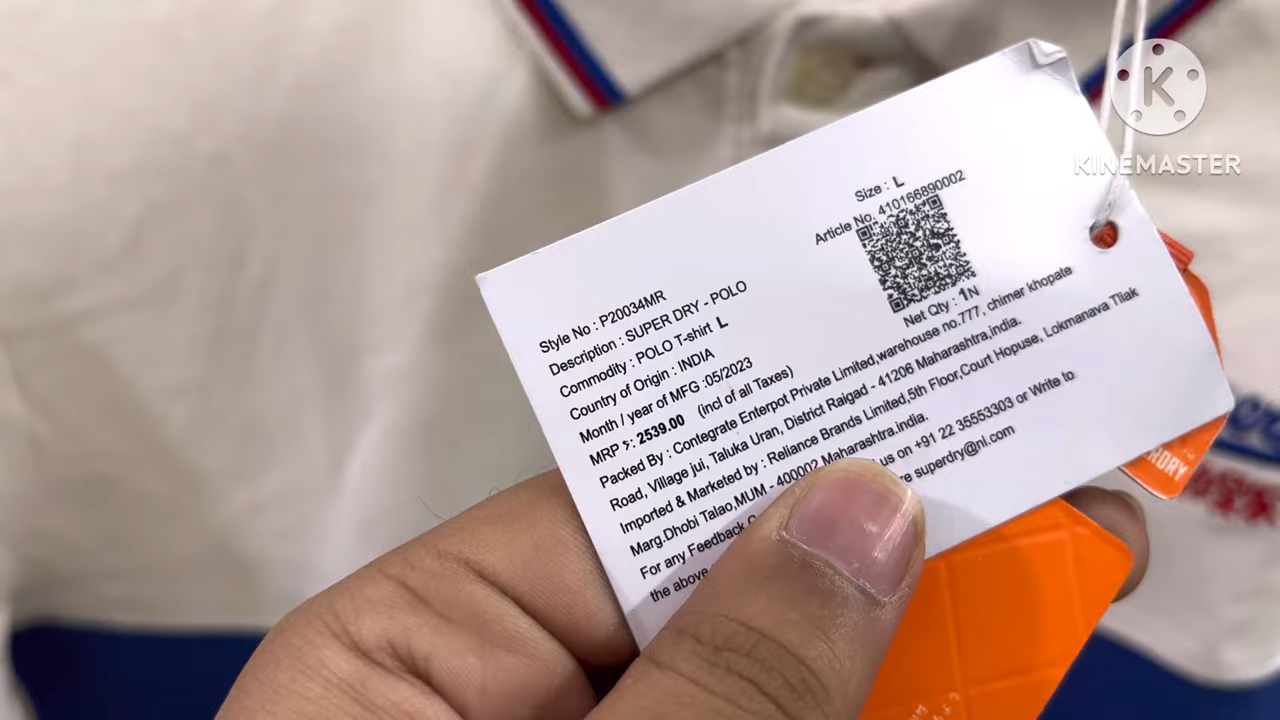 KINEMASTER
Size : L
Article No. 410166890002
Net Qty : 1N
Style No : P20034MR
Description : SUPER DRY - POLO
Commodity : POLO T-shirt L
Country of Origin : INDIA
Month / year of MFG :05/2023
MRP : 2539.00 (incl of all Taxes)
Packed By : Contegrate Enterpot Private Limited,warehouse no.777, chimer khopate
Road, Village jui, Taluka Uran, District Raigad - 41206 Maharashtra,india.
Imported & Marketed by : Reliance Brands Limited,5th Floor,Court Hopuse, Lokmanava Tliak
Marg.Dhobi Talao,MUM - 400002 Maharashtra.india.
For any Feedback us on +91 22 35553303 or Write to
the above superdry@nl.com